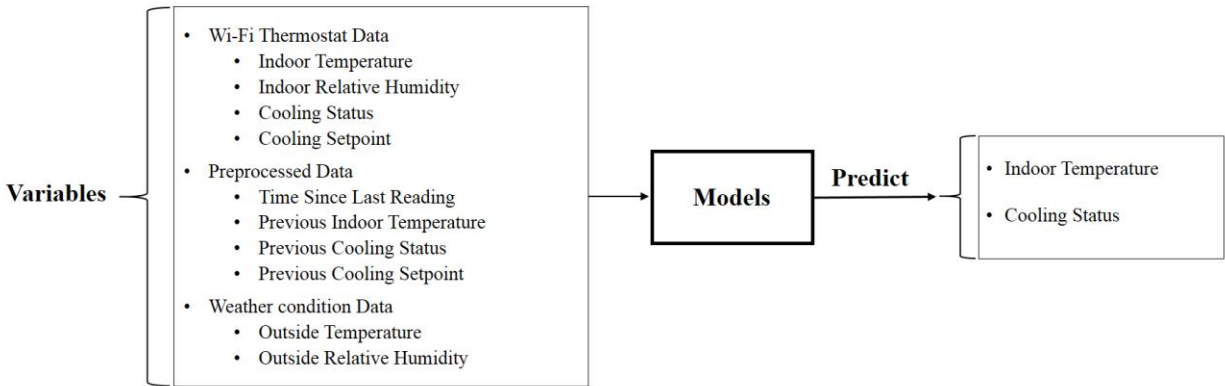 Variables
• Wi-Fi Thermostat Data
• Indoor Temperature
• Indoor Relative Humidity
• Cooling Status
• Cooling Setpoint
• Preprocessed Data
• Time Since Last Reading
• Previous Indoor Temperature
• Previous Cooling Status
• Previous Cooling Setpoint
• Weather condition Data
• Outside Temperature
• Outside Relative Humidity
Models
Predict
• Indoor Temperature
• Cooling Status